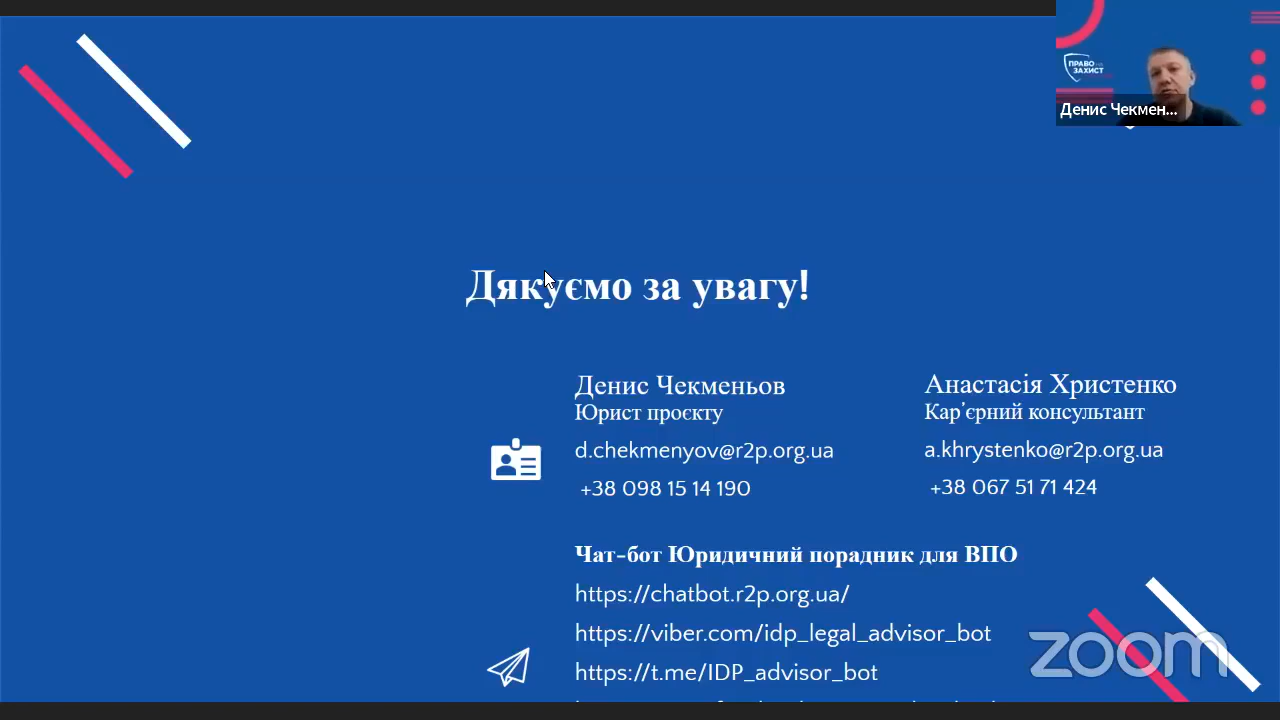 ПРАВО НА
ЗАХИСТ
Денис Чекмен...
Дякуємо за увагу!
Денис Чекменьов
Юрист проєкту
d.chekmenyov@r2p.org.ua
+38 098 15 14 190
Анастасія Христенко
Кар’єрний консультант
a.khrystenko@r2p.org.ua
+38 067 51 71 424
Чат-бот Юридичний порадник для ВПО
https://chatbot.r2p.org.ua/
https://viber.com/idp_legal_advisor_bot
https://t.me/IDP_advisor_bot
zoom